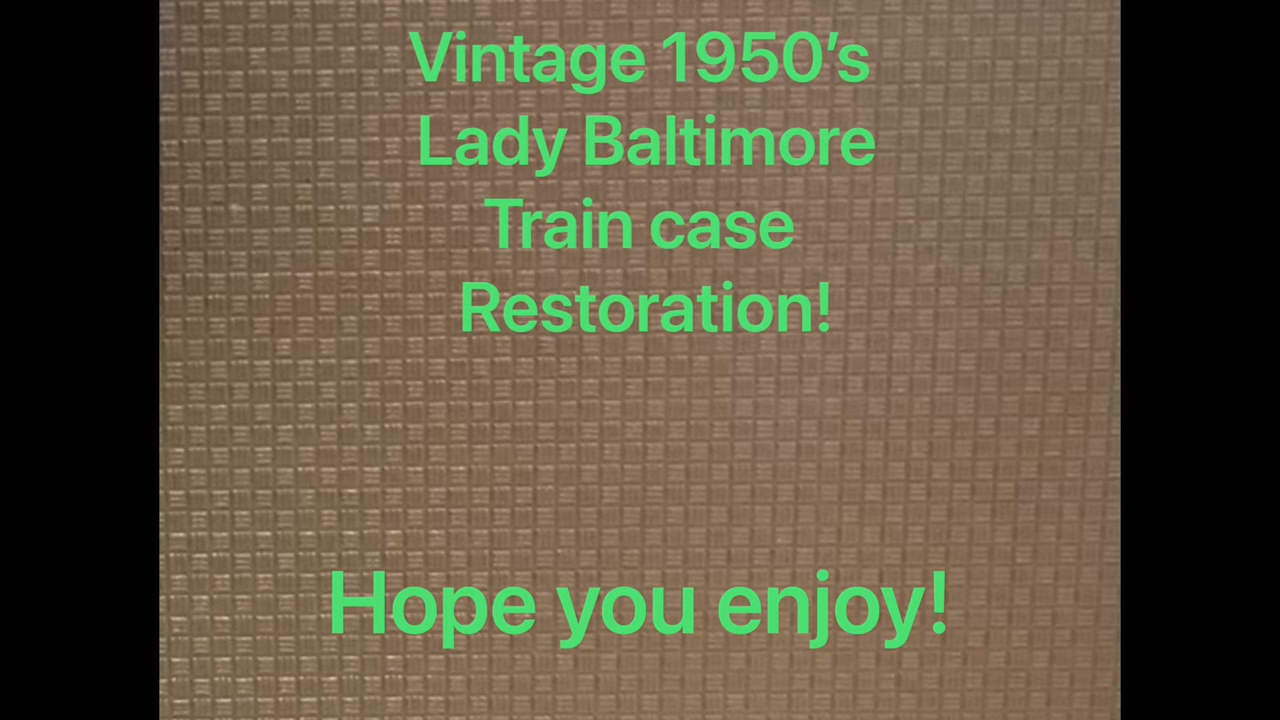 Vintage 1950’s
Lady Baltimore
Train case
Restoration!
Hope you enjoy!